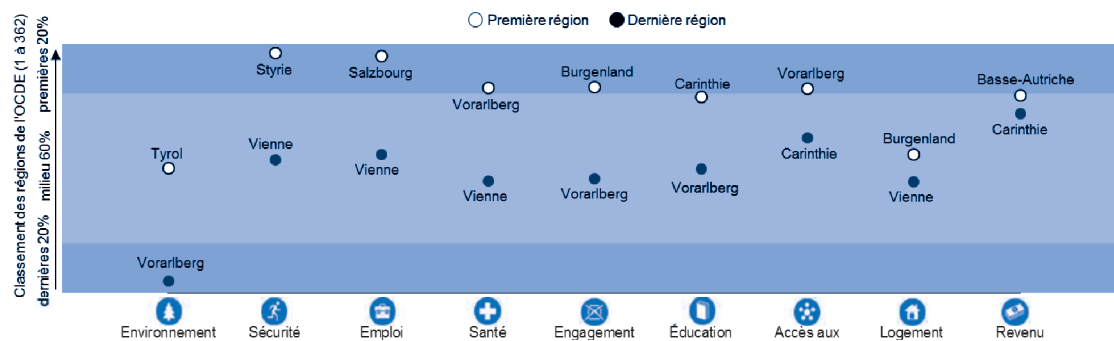 Première région Dernière région
Classement des régions de l'OCDE (1 à 362)
dernières 20% milieu 60% premières 20%
Tyrol
Vorarlberg
Styrie
Vienne
Salzbourg
Vienne
Vorarlberg
Vienne
Burgenland
Vorarlberg
Carinthie
Vorarlberg
Vorarlberg
Carinthie
Burgenland
Vienne
Basse-Autriche
Carinthie
Environnement Sécurité Emploi Santé Engagement Éducation Accès aux Logement Revenu